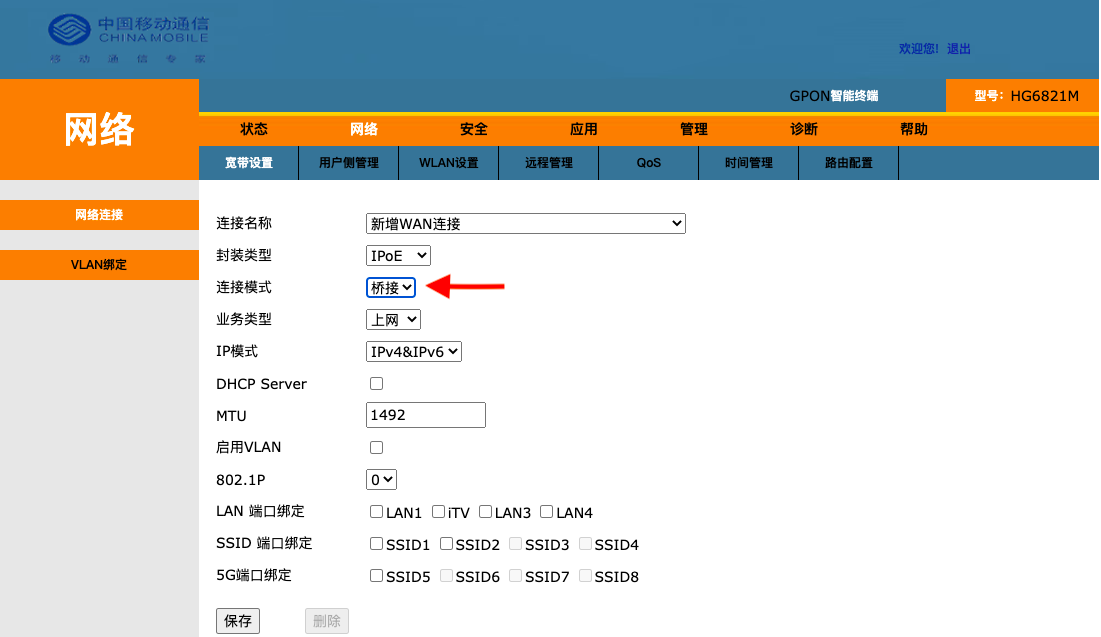 中国移动通信
CHINA MOBILE
移动通信专家
欢迎您! 退出
GPON智能终端 型号: HG6821M
网络
状态 网络 安全 应用 管理 诊断 帮助
宽带设置 用户侧管理 WLAN设置 远程管理 QoS 时间管理 路由配置
网络连接
VLAN绑定
连接名称 新增WAN连接
封装类型 IPoE
连接模式 桥接
业务类型 上网
IP模式 IPv4&IPv6
DHCP Server
MTU 1492
启用VLAN
802.1P 0
LAN 端口绑定 LAN1 iTV LAN3 LAN4
SSID 端口绑定 SSID1 SSID2 SSID3 SSID4
5G端口绑定 SSID5 SSID6 SSID7 SSID8
保存 删除